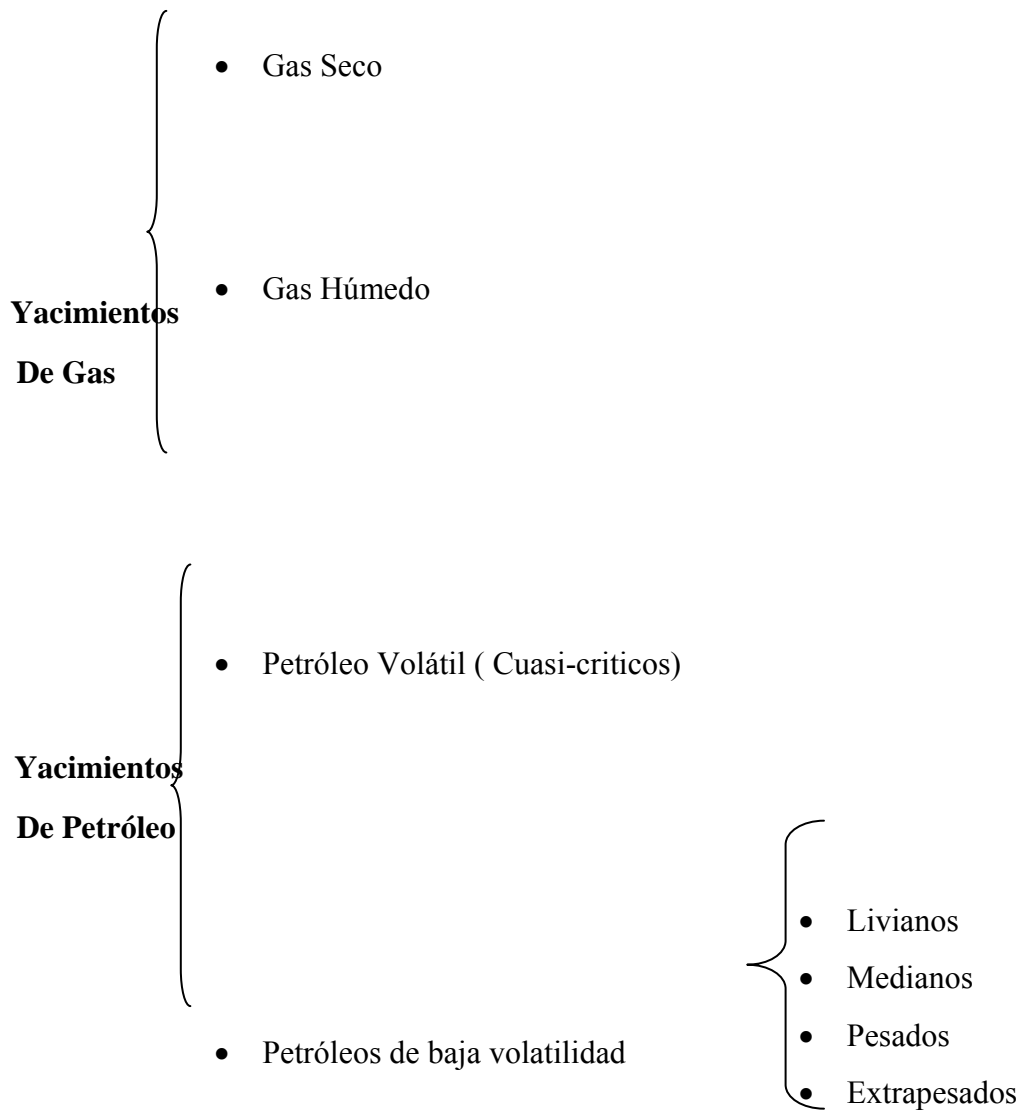 • Gas Seco
• Gas Húmedo
Yacimientos
De Gas
• Petróleo Volátil ( Cuasi-criticos)
Yacimientos
De Petróleo
• Livianos
• Medianos
• Pesados
• Petróleos de baja volatilidad
• Extrapesados